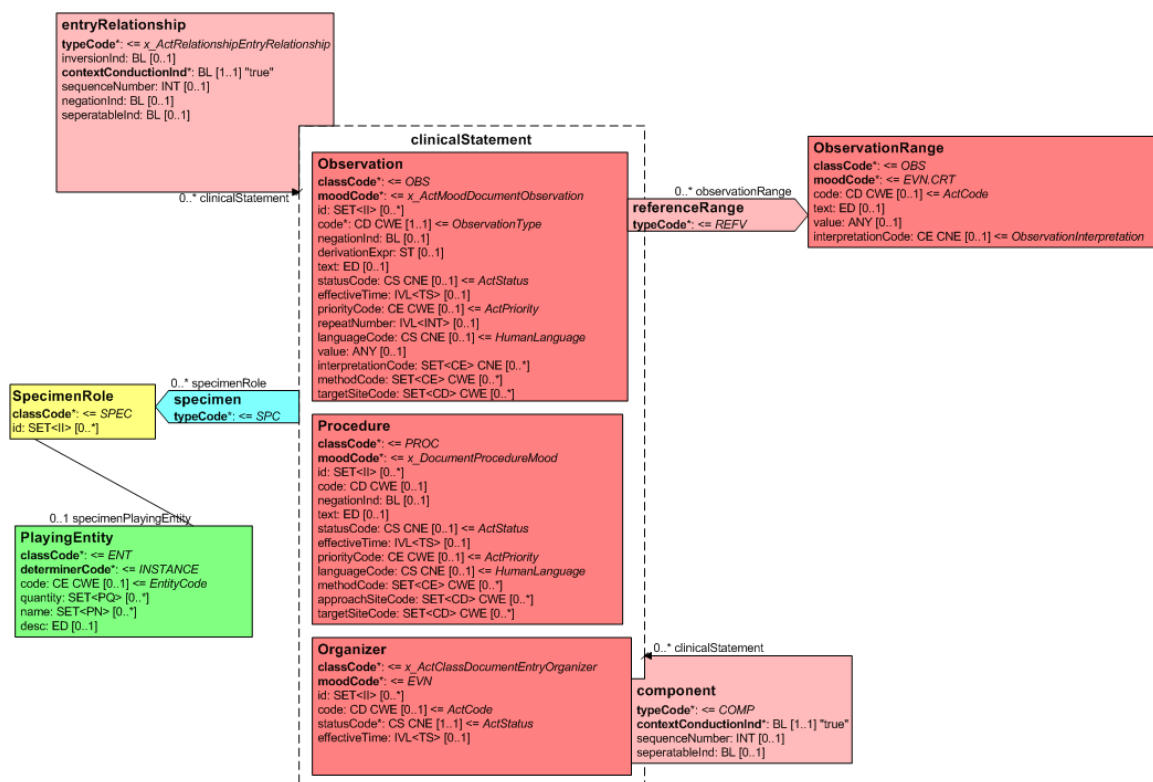 entryRelationship
typeCode*: <= x_ActRelationshipEntryRelationship
inversionInd: BL [0..1]
contextConductionInd*: BL [1..1] "true"
sequenceNumber: INT [0..1]
negationInd: BL [0..1]
seperatableInd: BL [0..1]
0..* clinicalStatement
clinicalStatement
Observation
classCode*: <= OBS
moodCode*: <= x_ActMoodDocumentObservation
id: SET<II> [0..*]
code*: CD CWE [1..1] <= ObservationType
negationInd: BL [0..1]
derivationExpr: ST [0..1]
text: ED [0..1]
statusCode: CS CNE [0..1] <= ActStatus
effectiveTime: IVL<TS> [0..1]
priorityCode: CE CWE [0..1] <= ActPriority
repeatNumber: IVL<INT> [0..1]
languageCode: CS CNE [0..1] <= HumanLanguage
value: ANY [0..1]
interpretationCode: SET<CE> CNE [0..*]
methodCode: SET<CE> CWE [0..*]
targetSiteCode: SET<CD> CWE [0..*]
0..* observationRange
referenceRange
typeCode*: <= REFV
ObservationRange
classCode*: <= OBS
moodCode*: <= EVN.CRT
code: CD CWE [0..1] <= ActCode
text: ED [0..1]
value: ANY [0..1]
interpretationCode: CE CNE [0..1] <= ObservationInterpretation
0..* specimenRole
specimen
typeCode*: <= SPC
SpecimenRole
classCode*: <= SPEC
id: SET<II> [0..*]
0..1 specimenPlayingEntity
PlayingEntity
classCode*: <= ENT
determinerCode*: <= INSTANCE
code: CE CWE [0..1] <= EntityCode
quantity: SET<PQ> [0..*]
name: SET<PN> [0..*]
desc: ED [0..1]
Procedure
classCode*: <= PROC
moodCode*: <= x_DocumentProcedureMood
id: SET<II> [0..*]
code: CD CWE [0..1]
negationInd: BL [0..1]
text: ED [0..1]
statusCode: CS CNE [0..1] <= ActStatus
effectiveTime: IVL<TS> [0..1]
priorityCode: CE CWE [0..1] <= ActPriority
languageCode: CS CNE [0..1] <= HumanLanguage
methodCode: SET<CE> CWE [0..*]
approachSiteCode: SET<CD> CWE [0..*]
targetSiteCode: SET<CD> CWE [0..*]
Organizer
classCode*: <= x_ActClassDocumentEntryOrganizer
moodCode*: <= EVN
id: SET<II> [0..*]
code: CD CWE [0..1] <= ActCode
statusCode*: CS CNE [1..1] <= ActStatus
effectiveTime: IVL<TS> [0..1]
0..* clinicalStatement
component
typeCode*: <= COMP
contextConductionInd*: BL [1..1] "true"
sequenceNumber: INT [0..1]
seperatableInd: BL [0..1]